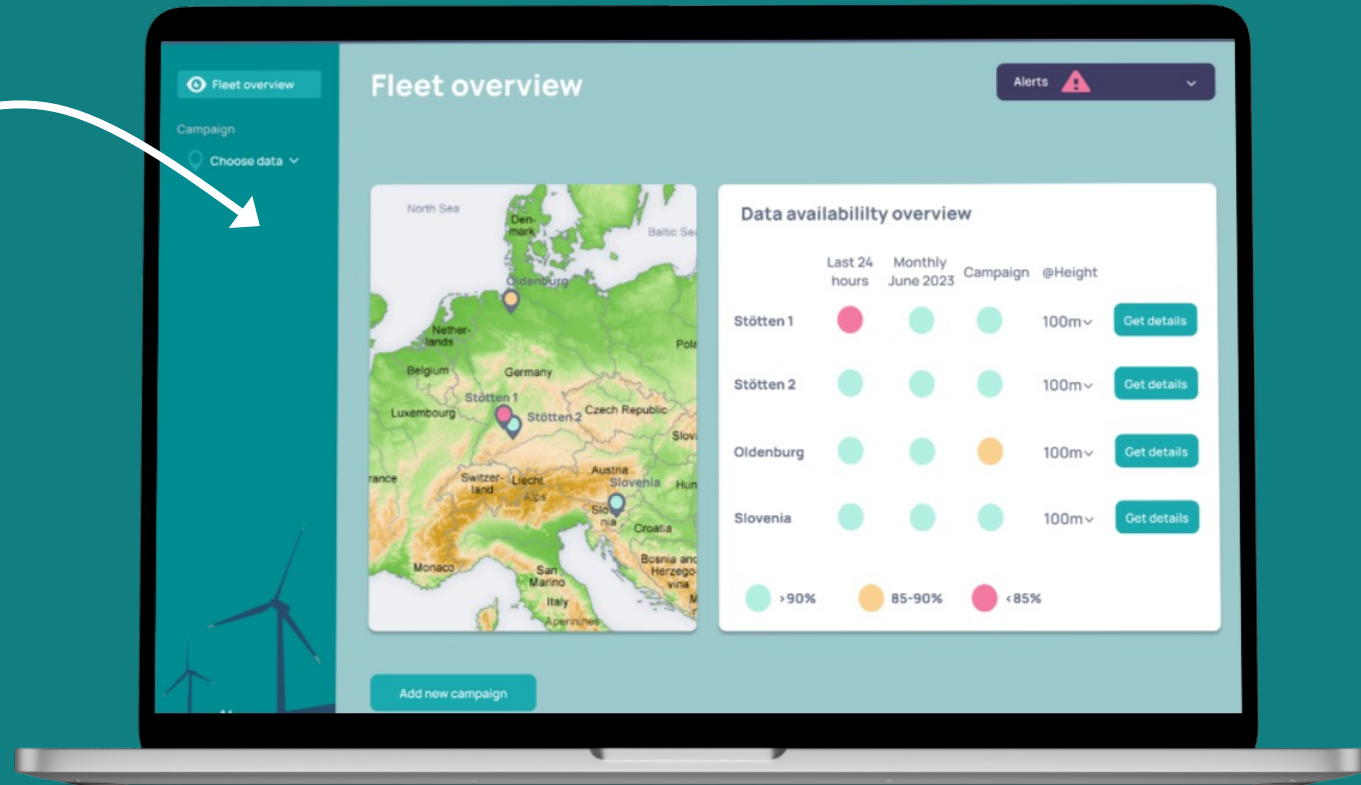 Fleet overview
Campaign
Choose data
Fleet overview
Alerts
North Sea
Den-
mark
Baltic Sea
Oldenburg
Nether-
lands
Pola
Belgium
Germany
Stötten 1
Luxembourg
Stötten 2
Czech Republic
Slova
rance
Switzer-
land
Liecht.
Austria
Slovenia
Hun
Alps
Slo
nia
Croatia
Bosnia and
Herzego-
vina
Monaco
San
Marino
Italy
Apennines
M
Data availabililty overview
Last 24
hours
Monthly
June 2023
Campaign
@Height
Stötten 1
100m
Get details
Stötten 2
100m
Get details
Oldenburg
100m
Get details
Slovenia
100m
Get details
>90%
85-90%
<85%
Add new campaign